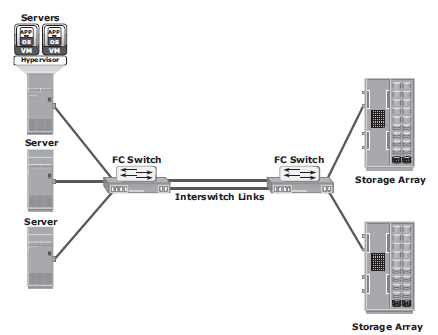 Servers
APP APP
OS OS
VM VM
Hypervisor
Server
FC Switch FC Switch
Interswitch Links
Storage Array
Server
Storage Array